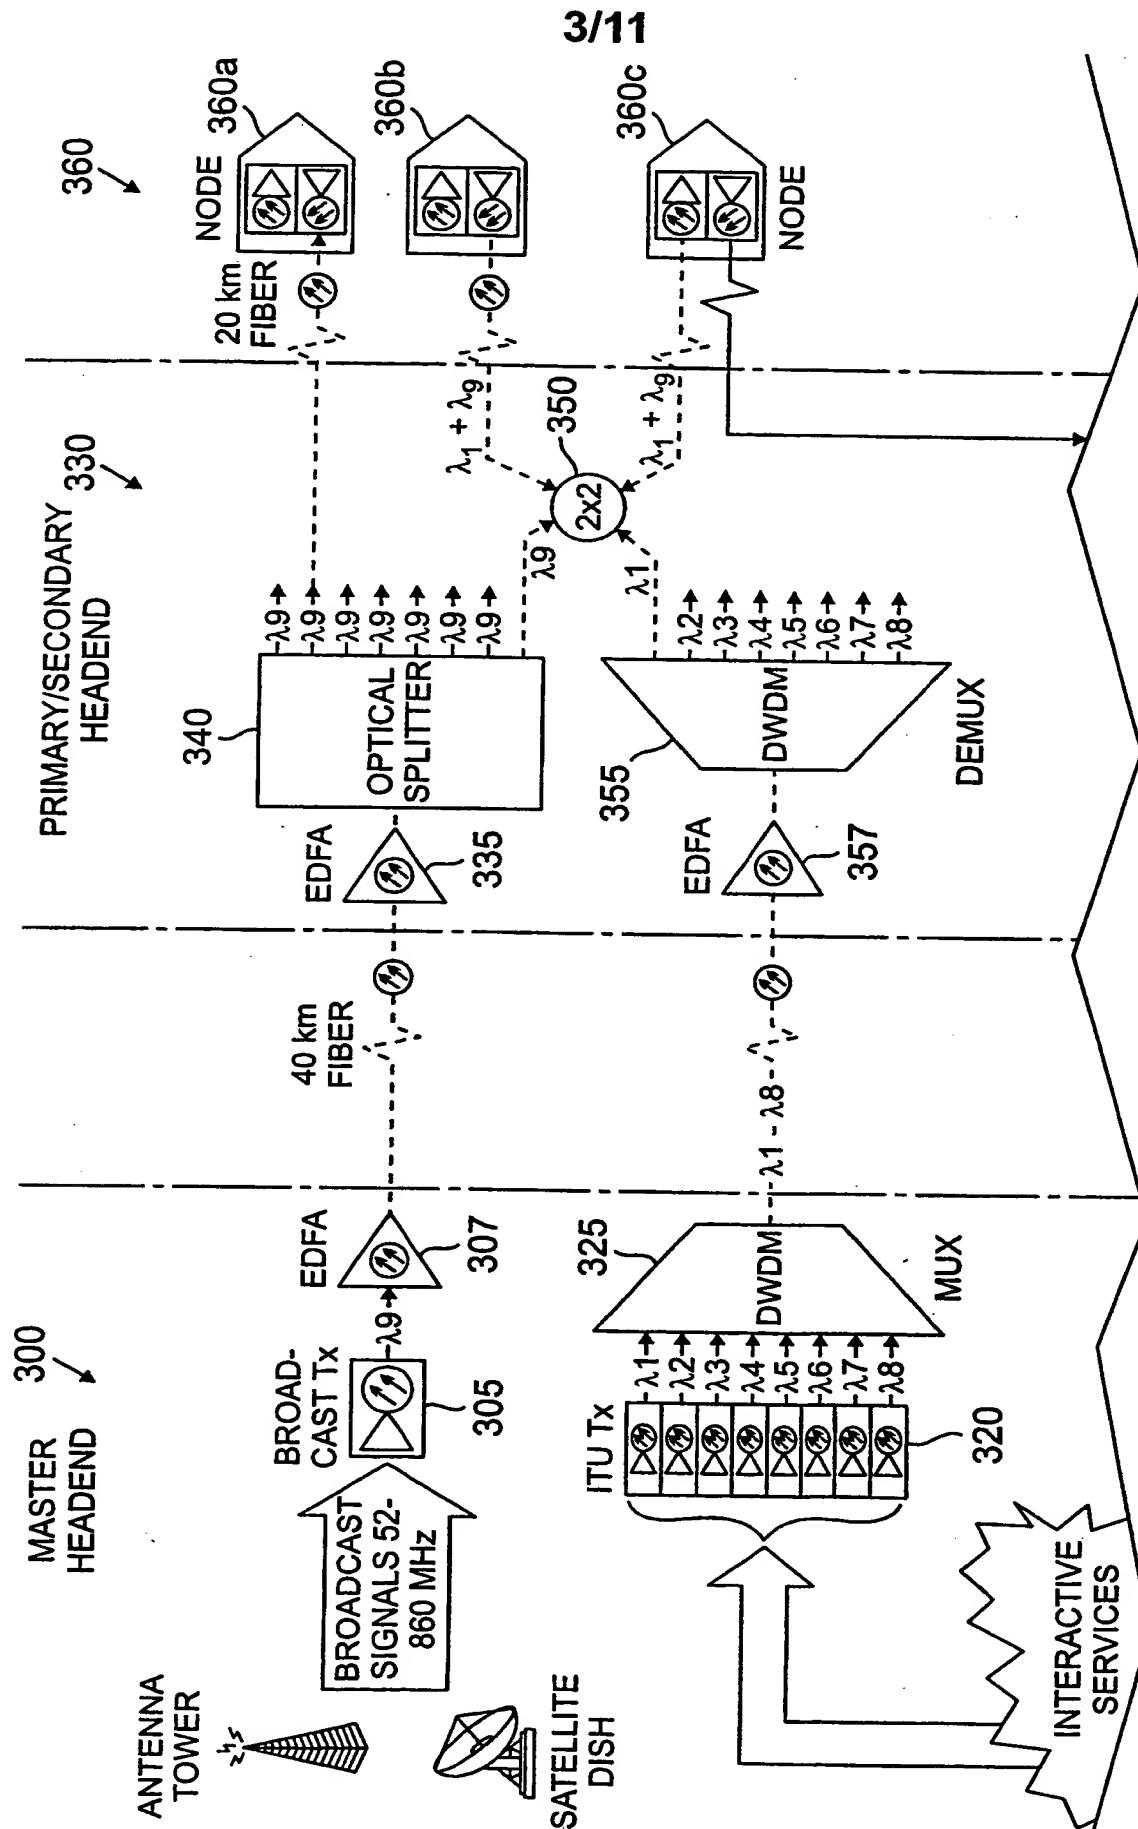 3/11
MASTER
HEADEND
300
ANTENNA
TOWER
SATELLITE
DISH
BROADCAST
SIGNALS 52-
860 MHz
BROAD-
CAST Tx
305
λ9
EDFA
307
40 km
FIBER
INTERACTIVE
SERVICES
ITU Tx
320
λ1
λ2
λ3
λ4
λ5
λ6
λ7
λ8
325
DWDM
MUX
λ1 - λ8
PRIMARY/SECONDARY
HEADEND
330
EDFA
335
340
OPTICAL
SPLITTER
λ9
λ9
λ9
λ9
λ9
λ9
λ9
λ9
EDFA
357
355
DWDM
DEMUX
λ1
λ2
λ3
λ4
λ5
λ6
λ7
λ8
2x2
350
λ1 + λ9
λ1 + λ9
20 km
FIBER
360
NODE
360a
360b
360c
NODE